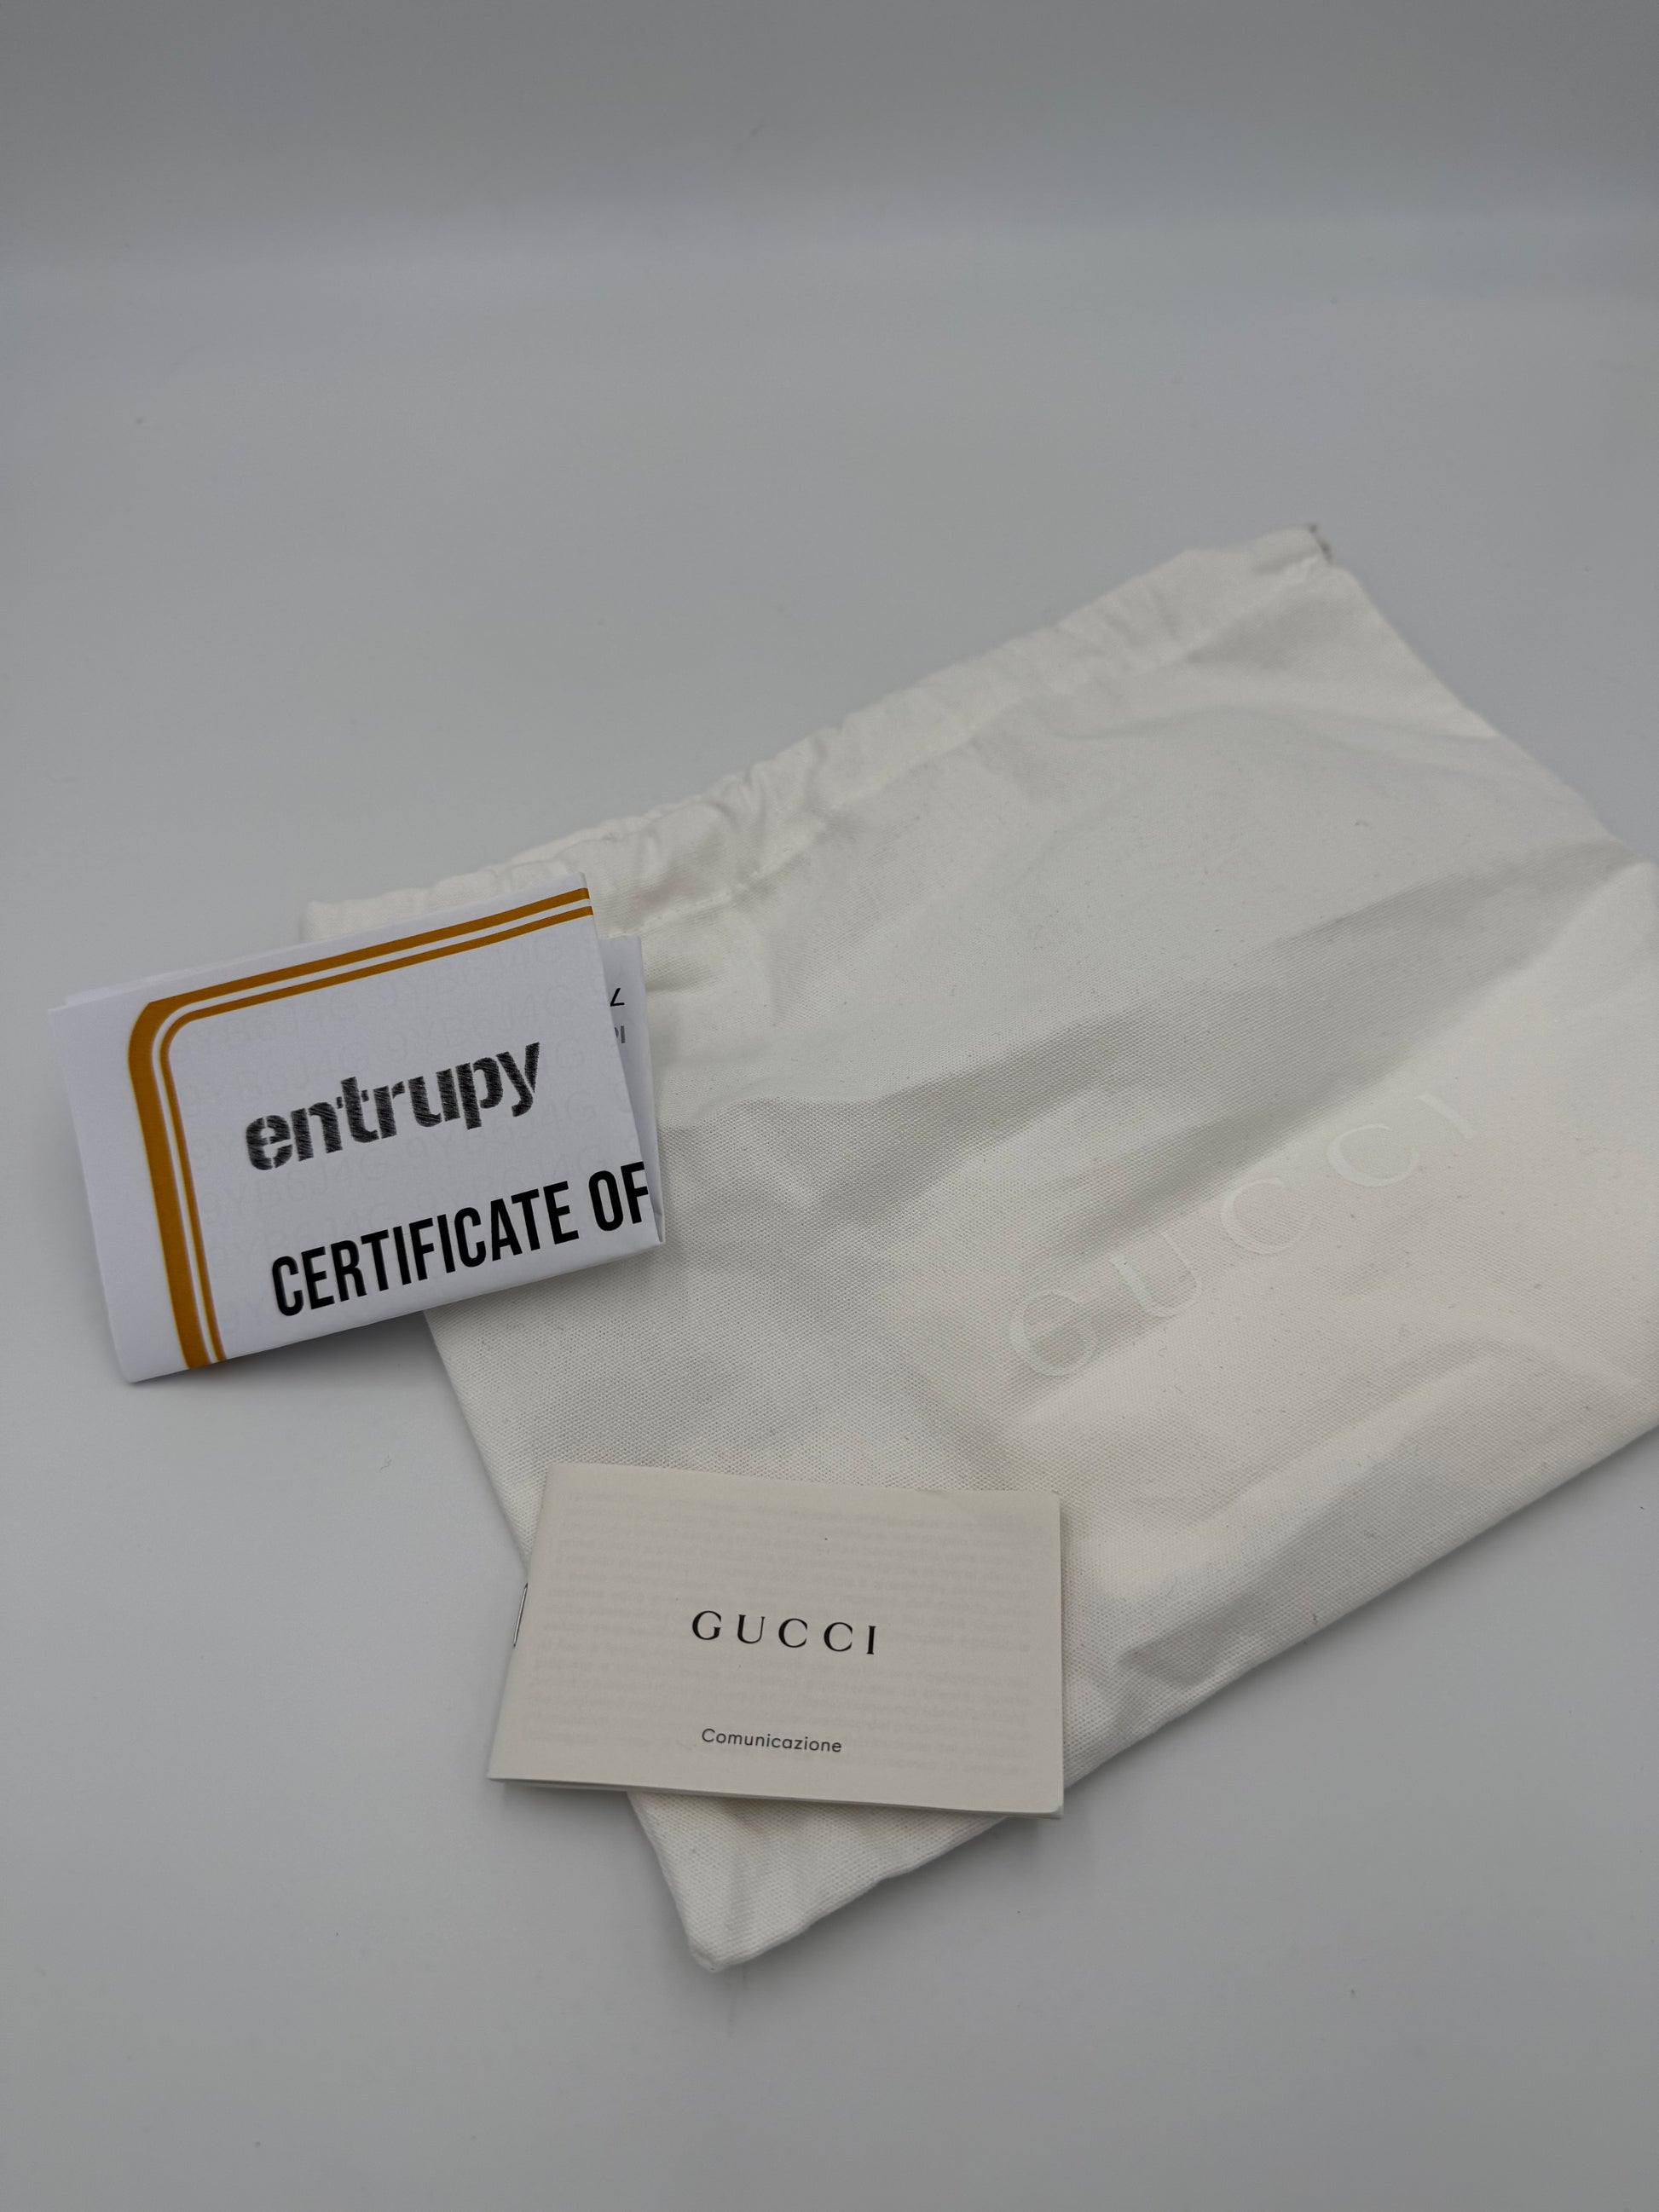 entrupy
CERTIFICATE OF
GUCCI
GUCCI
Comunicazione